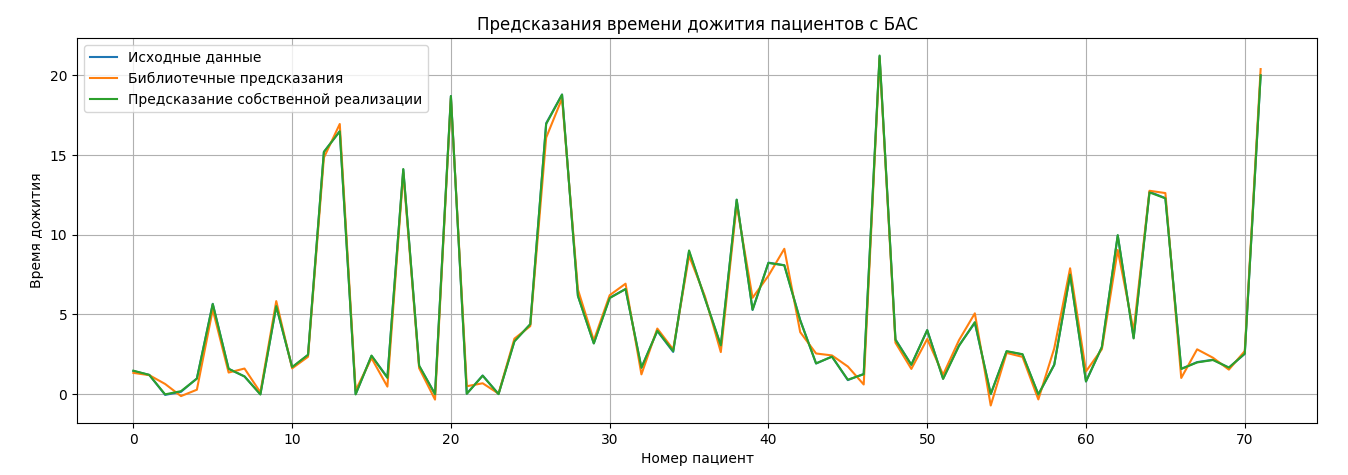 Предсказания времени дожития пациентов с БАС
Исходные данные
Библиотечные предсказания
Предсказание собственной реализации
Время дожития
20
15
10
5
0
0 10 20 30 40 50 60 70
Номер пациент